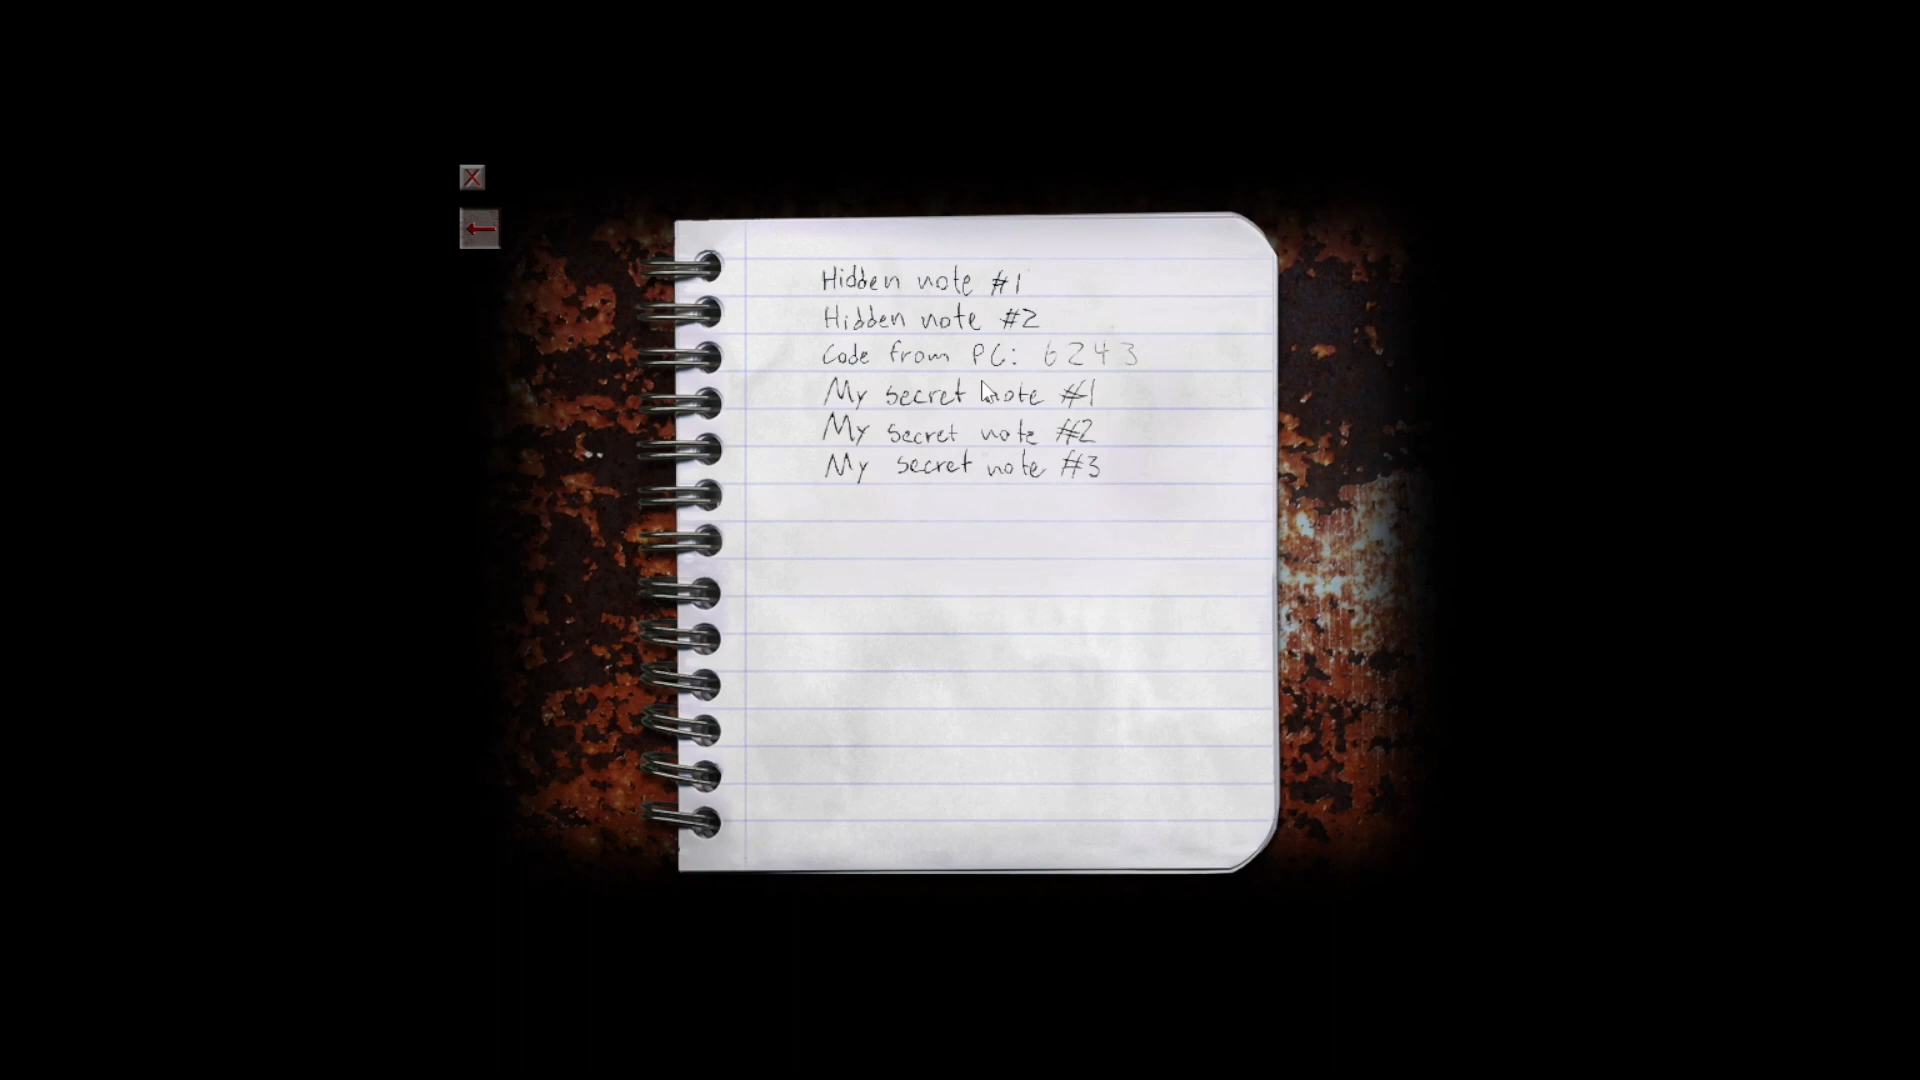 Hidden note #1
Hidden note #2
Code from PC: 6243
My secret note #1
My secret note #2
My secret note #3